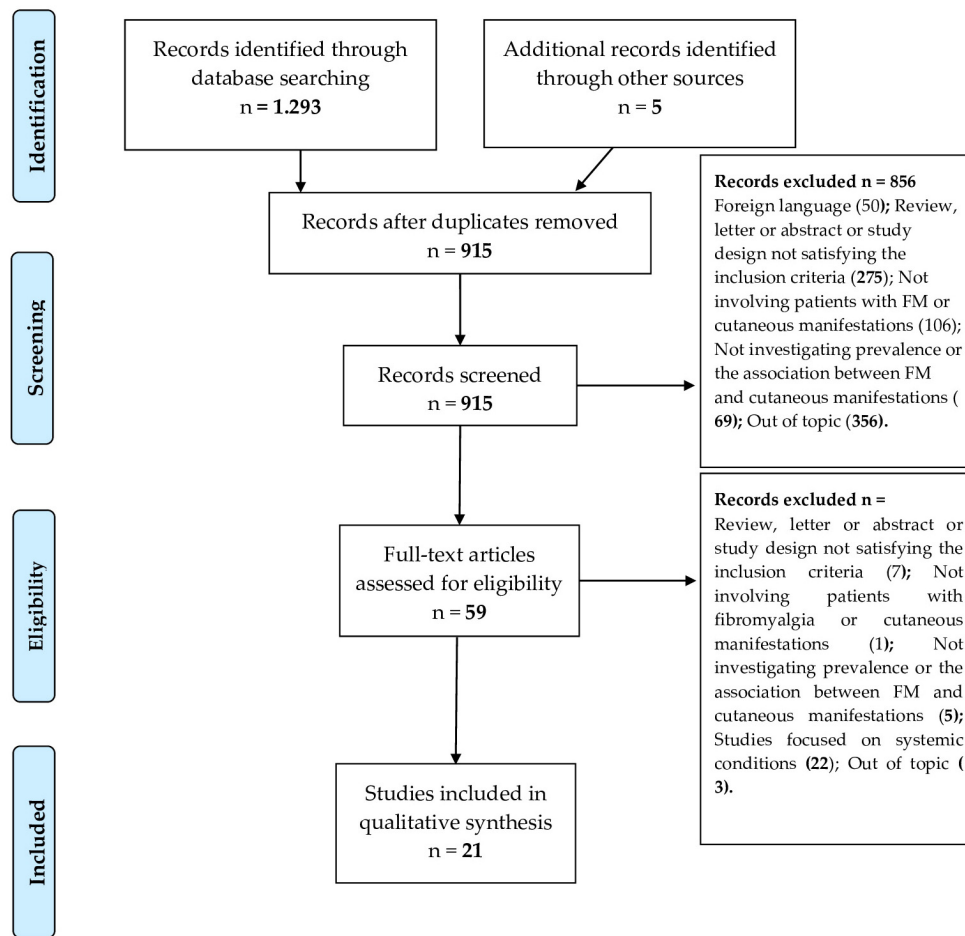 Identification
Records identified through
database searching
n = 1.293
Additional records identified
through other sources
n = 5
Records after duplicates removed
n = 915
Screening
Records screened
n = 915
Records excluded n = 856
Foreign language (50); Review,
letter or abstract or study
design not satisfying the
inclusion criteria (275); Not
involving patients with FM or
cutaneous manifestations (106);
Not investigating prevalence or
the association between FM
and cutaneous manifestations (
69); Out of topic (356).
Eligibility
Full-text articles
assessed for eligibility
n = 59
Records excluded n =
Review, letter or abstract or
study design not satisfying the
inclusion criteria (7); Not
involving patients with
fibromyalgia or cutaneous
manifestations (1); Not
investigating prevalence or the
association between FM and
cutaneous manifestations (5);
Studies focused on systemic
conditions (22); Out of topic (
3).
Included
Studies included in
qualitative synthesis
n = 21